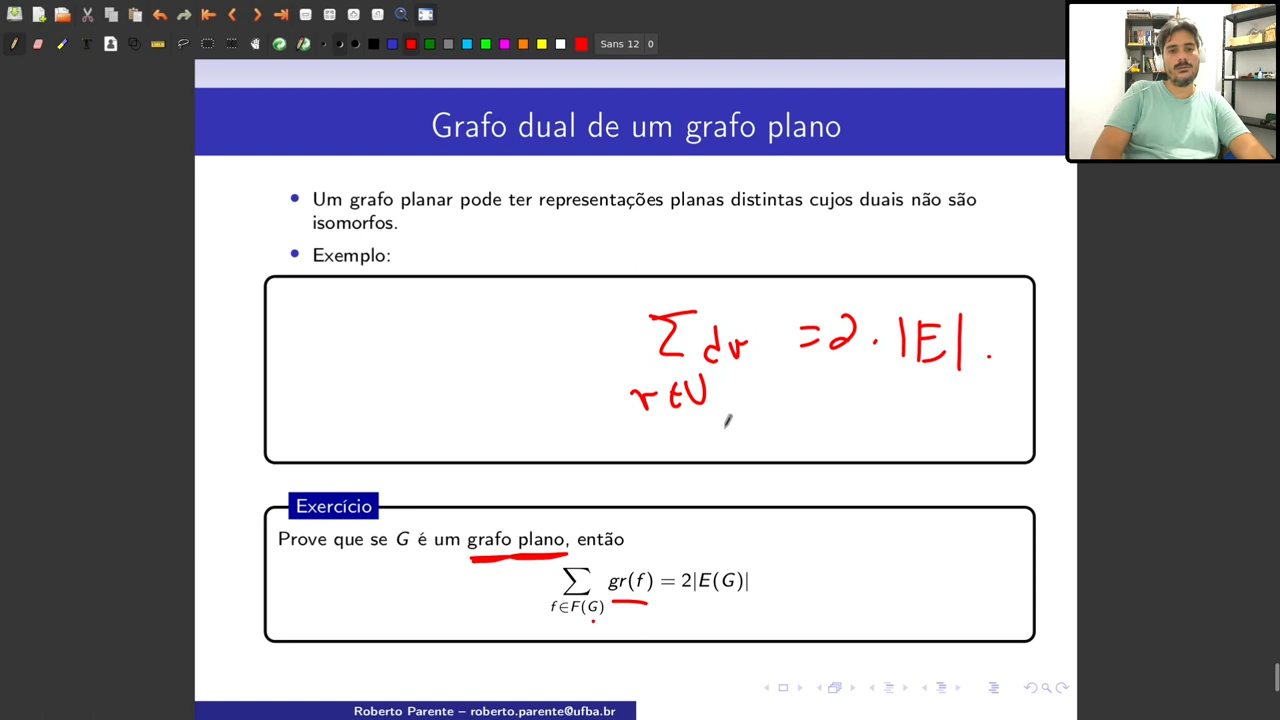 Sans 12 0
Grafo dual de um grafo plano
Um grafo planar pode ter representações planas distintas cujos duais não são
isomorfos.
Exemplo:
∑ dv = 2. |E|.
v ∈ V
Exercício
Prove que se G é um grafo plano, então
∑ gr(f) = 2|E(G)|
f∈F(G)
Roberto Parente – roberto.parente@ufba.br